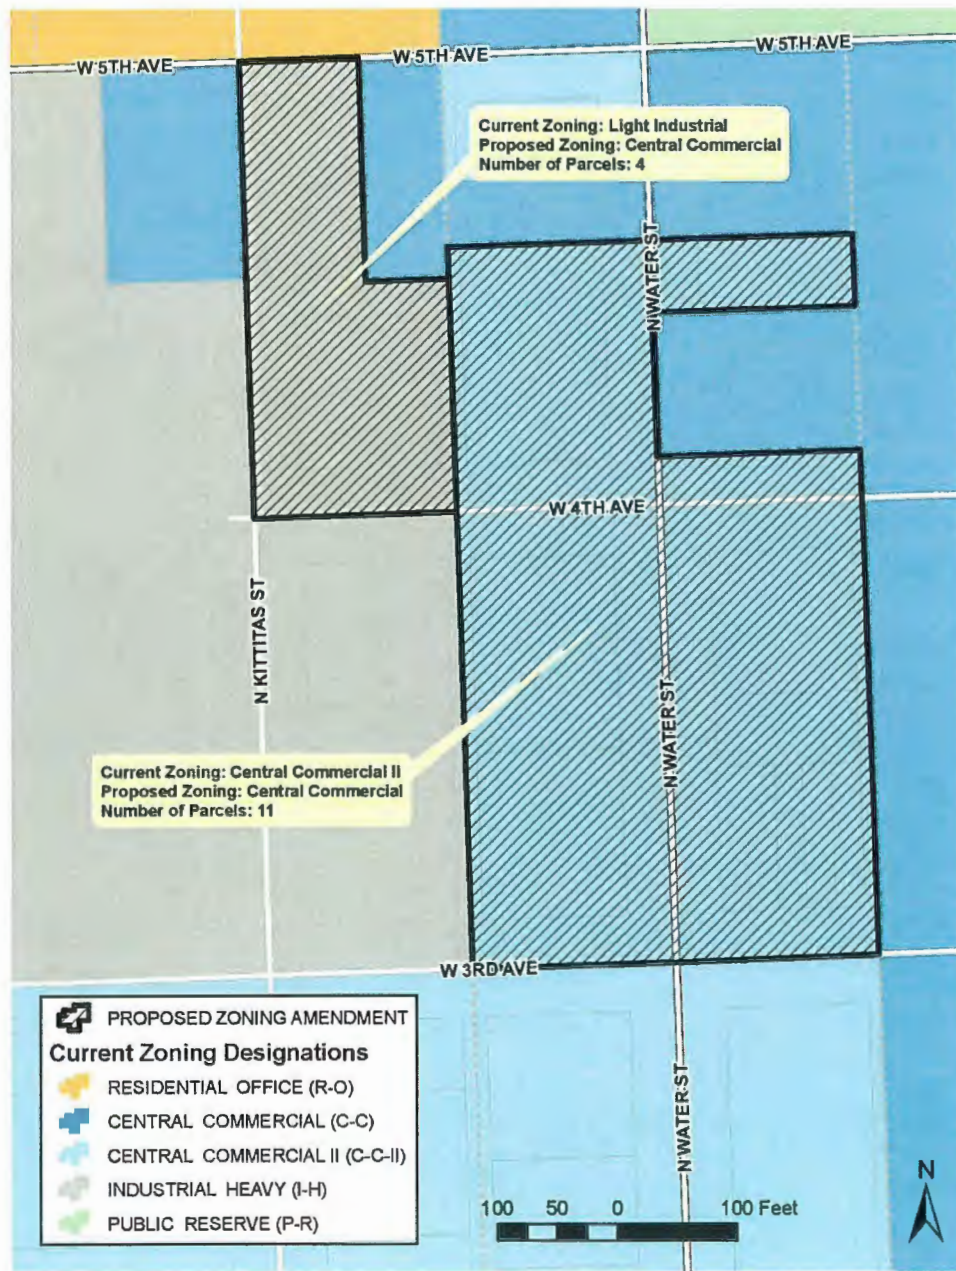 W 5TH AVE
W 5TH AVE
W 5TH AVE
Current Zoning: Light Industrial
Proposed Zoning: Central Commercial
Number of Parcels: 4
N WATER ST
W 4TH AVE
N KITTITAS ST
N WATER ST
Current Zoning: Central Commercial II
Proposed Zoning: Central Commercial
Number of Parcels: 11
W 3RD AVE
PROPOSED ZONING AMENDMENT
Current Zoning Designations
RESIDENTIAL OFFICE (R-O)
CENTRAL COMMERCIAL (C-C)
CENTRAL COMMERCIAL II (C-C-II)
INDUSTRIAL HEAVY (I-H)
PUBLIC RESERVE (P-R)
N WATER ST
100 50 0 100 Feet
N